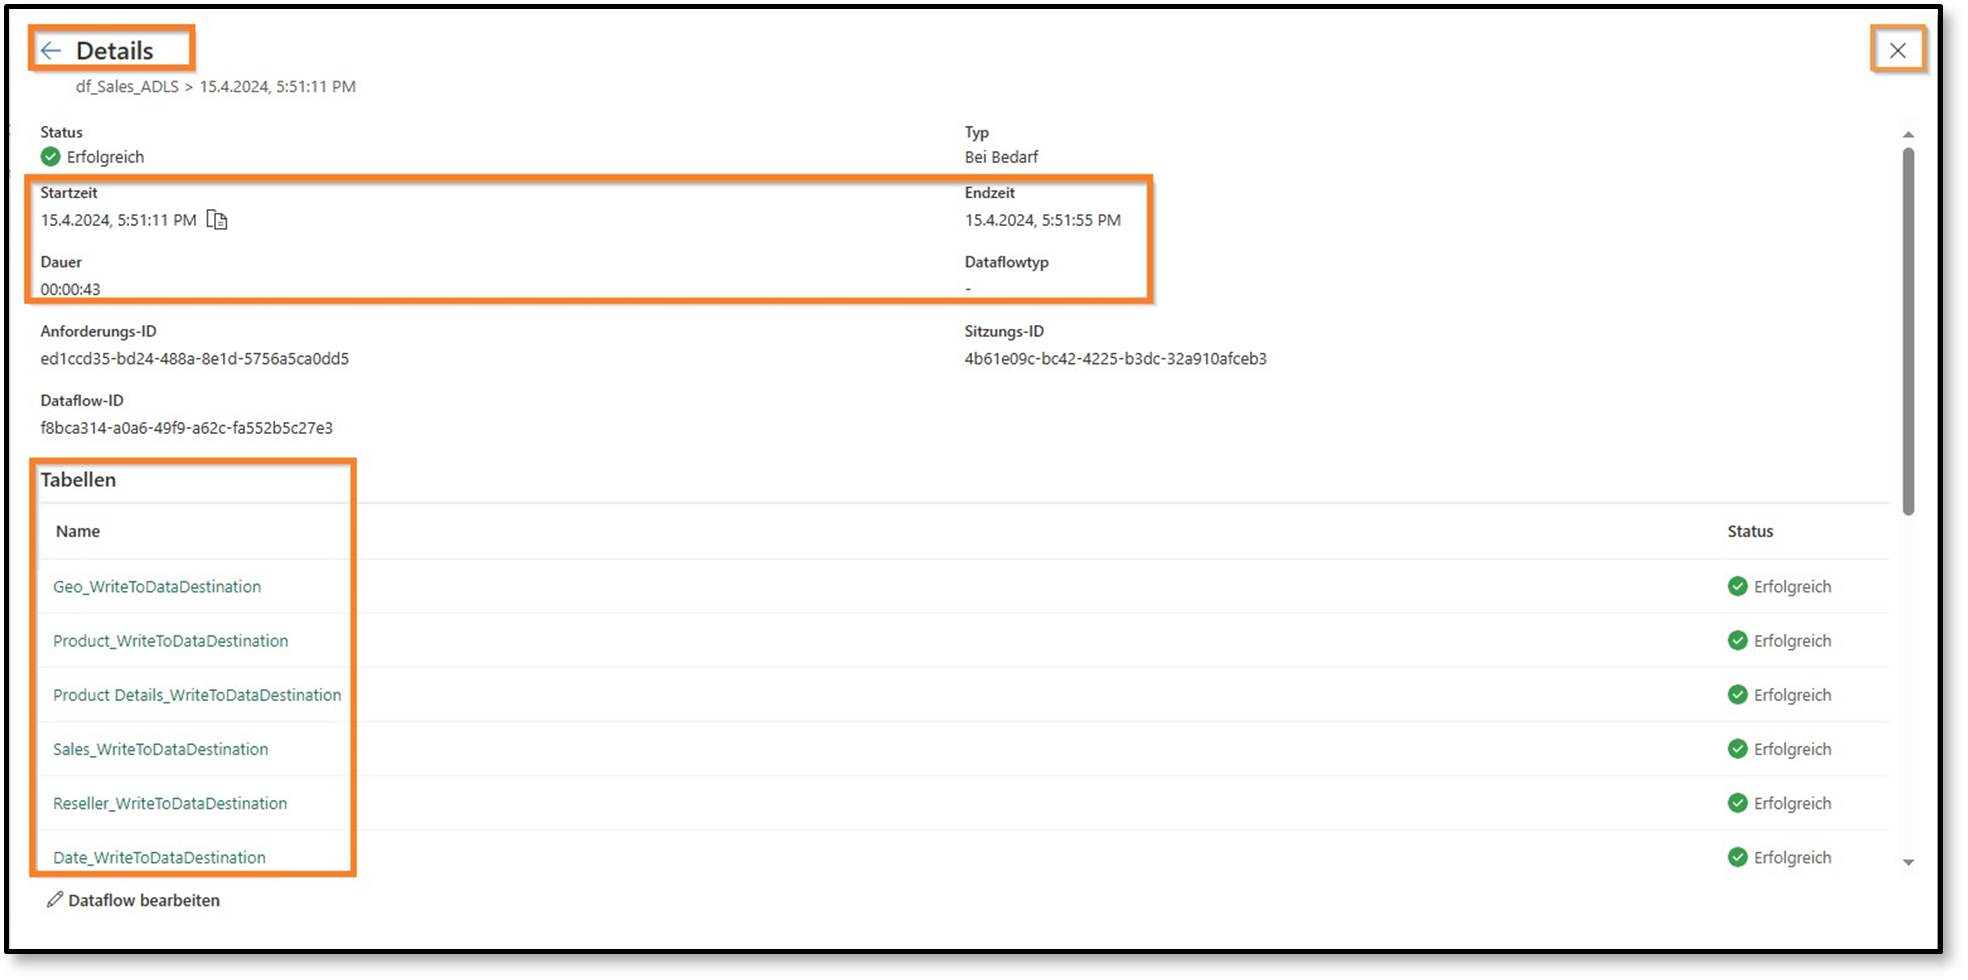 Details
df_Sales_ADLS > 15.4.2024, 5:51:11 PM
Status
Erfolgreich
Typ
Bei Bedarf
Startzeit
15.4.2024, 5:51:11 PM
Endzeit
15.4.2024, 5:51:55 PM
Dauer
00:00:43
Dataflowtyp
-
Anforderungs-ID
ed1ccd35-bd24-488a-8e1d-5756a5ca0dd5
Sitzungs-ID
4b61e09c-bc42-4225-b3dc-32a910afceb3
Dataflow-ID
f8bca314-a0a6-49f9-a62c-fa552b5c27e3
Tabellen
Name Status
Geo_WriteToDataDestination Erfolgreich
Product_WriteToDataDestination Erfolgreich
Product Details_WriteToDataDestination Erfolgreich
Sales_WriteToDataDestination Erfolgreich
Reseller_WriteToDataDestination Erfolgreich
Date_WriteToDataDestination Erfolgreich
Dataflow bearbeiten